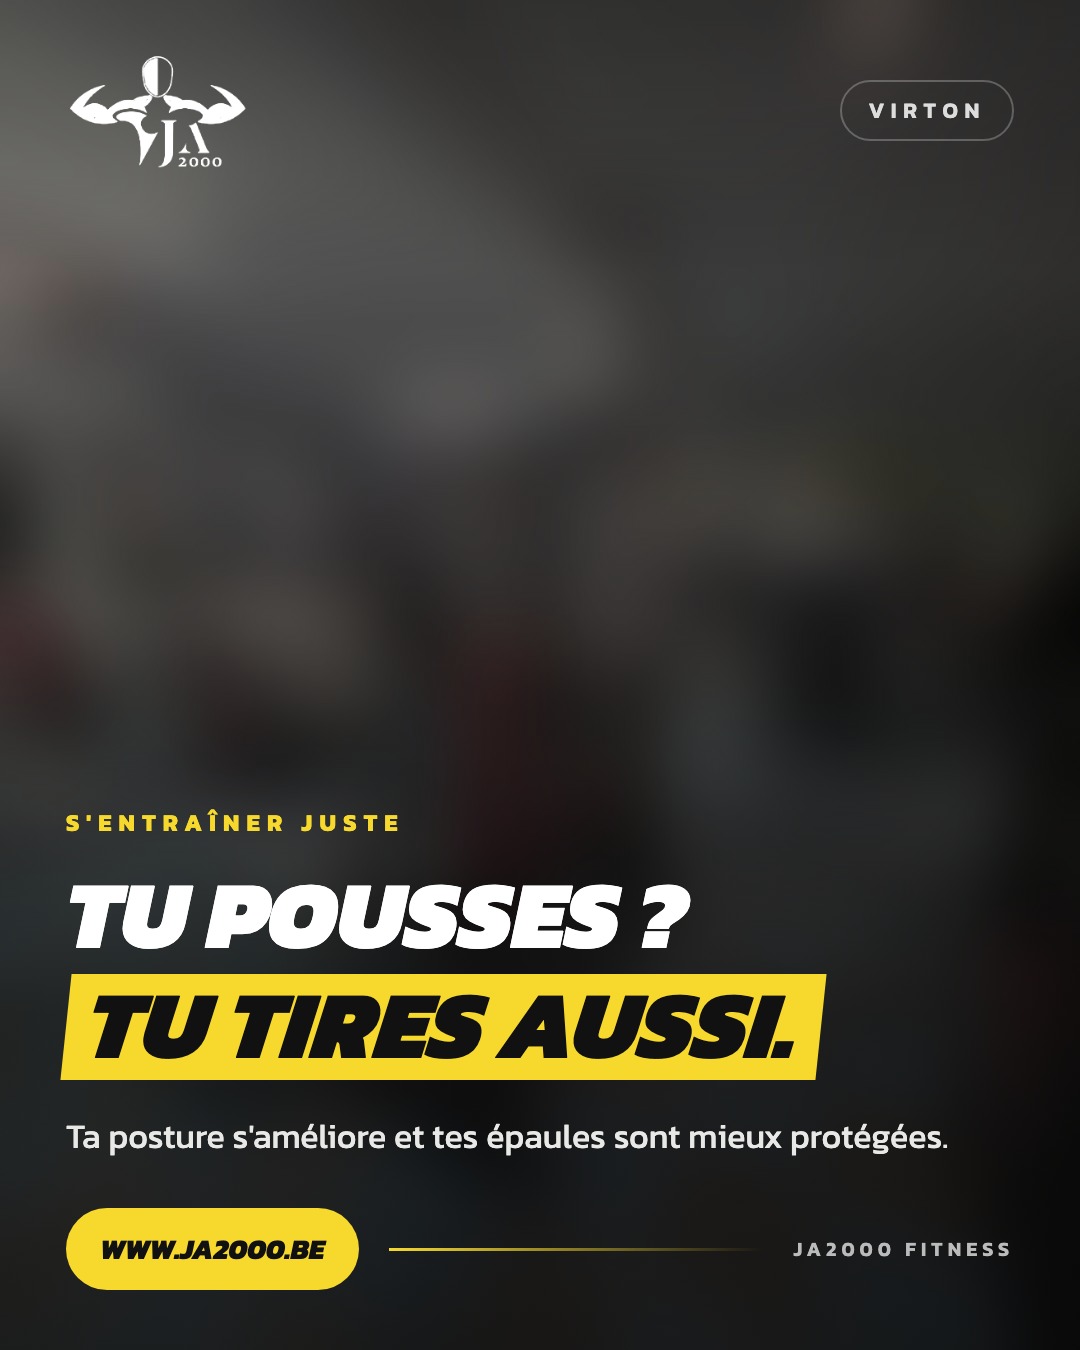 JA
2000
VIRTON
S'ENTRAÎNER JUSTE
TU POUSSES ?
TU TIRES AUSSI.
Ta posture s'améliore et tes épaules sont mieux protégées.
WWW.JA2000.BE
JA2000 FITNESS